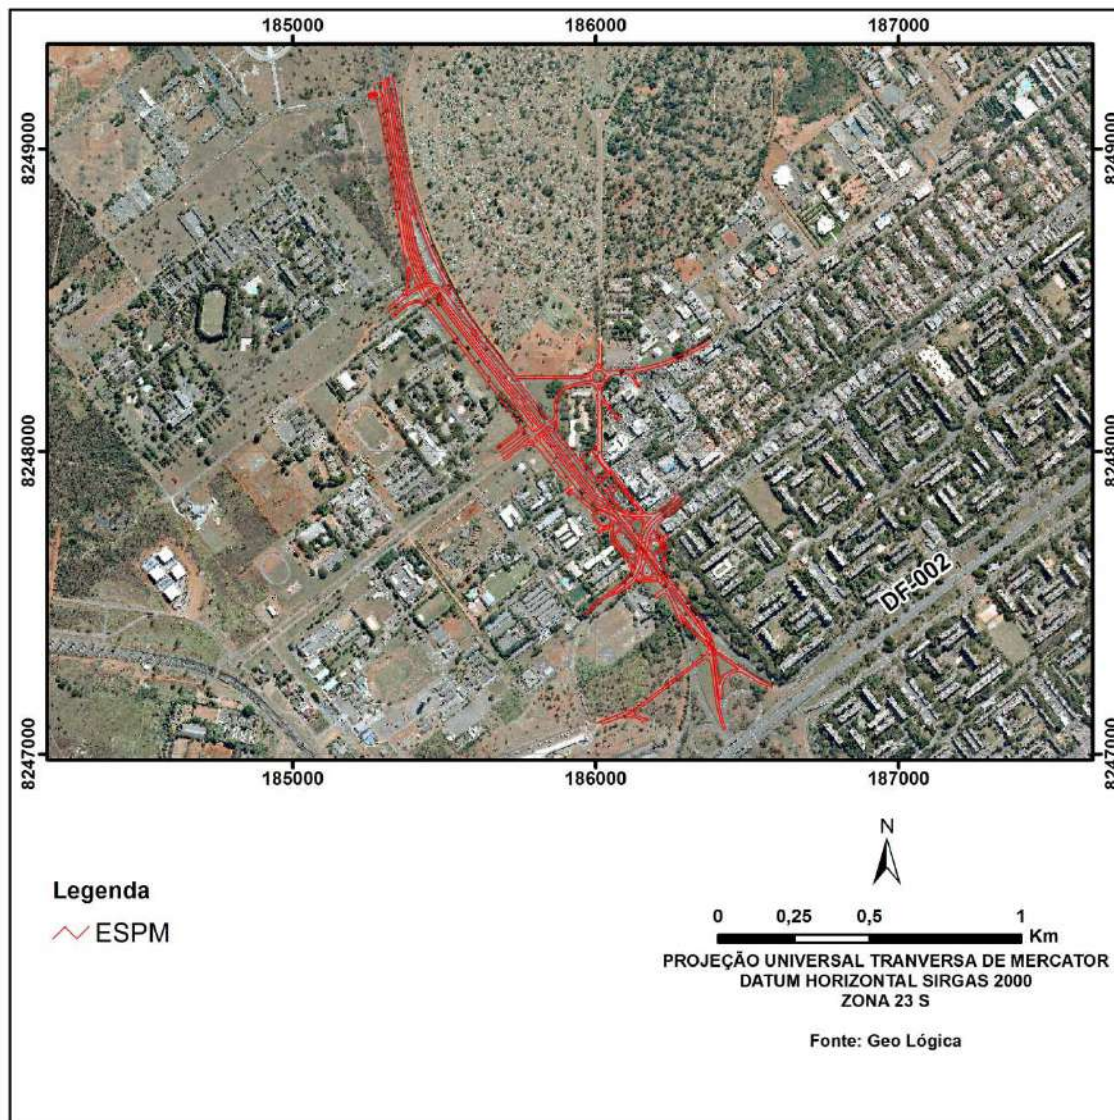 185000 186000 187000
8249000 8249000
8248000 8248000
DF-002
8247000 8247000
185000 186000 187000
N
Legenda
ESPM
0 0,25 0,5 1
Km
PROJEÇÃO UNIVERSAL TRANVERSA DE MERCATOR
DATUM HORIZONTAL SIRGAS 2000
ZONA 23 S
Fonte: Geo Lógica